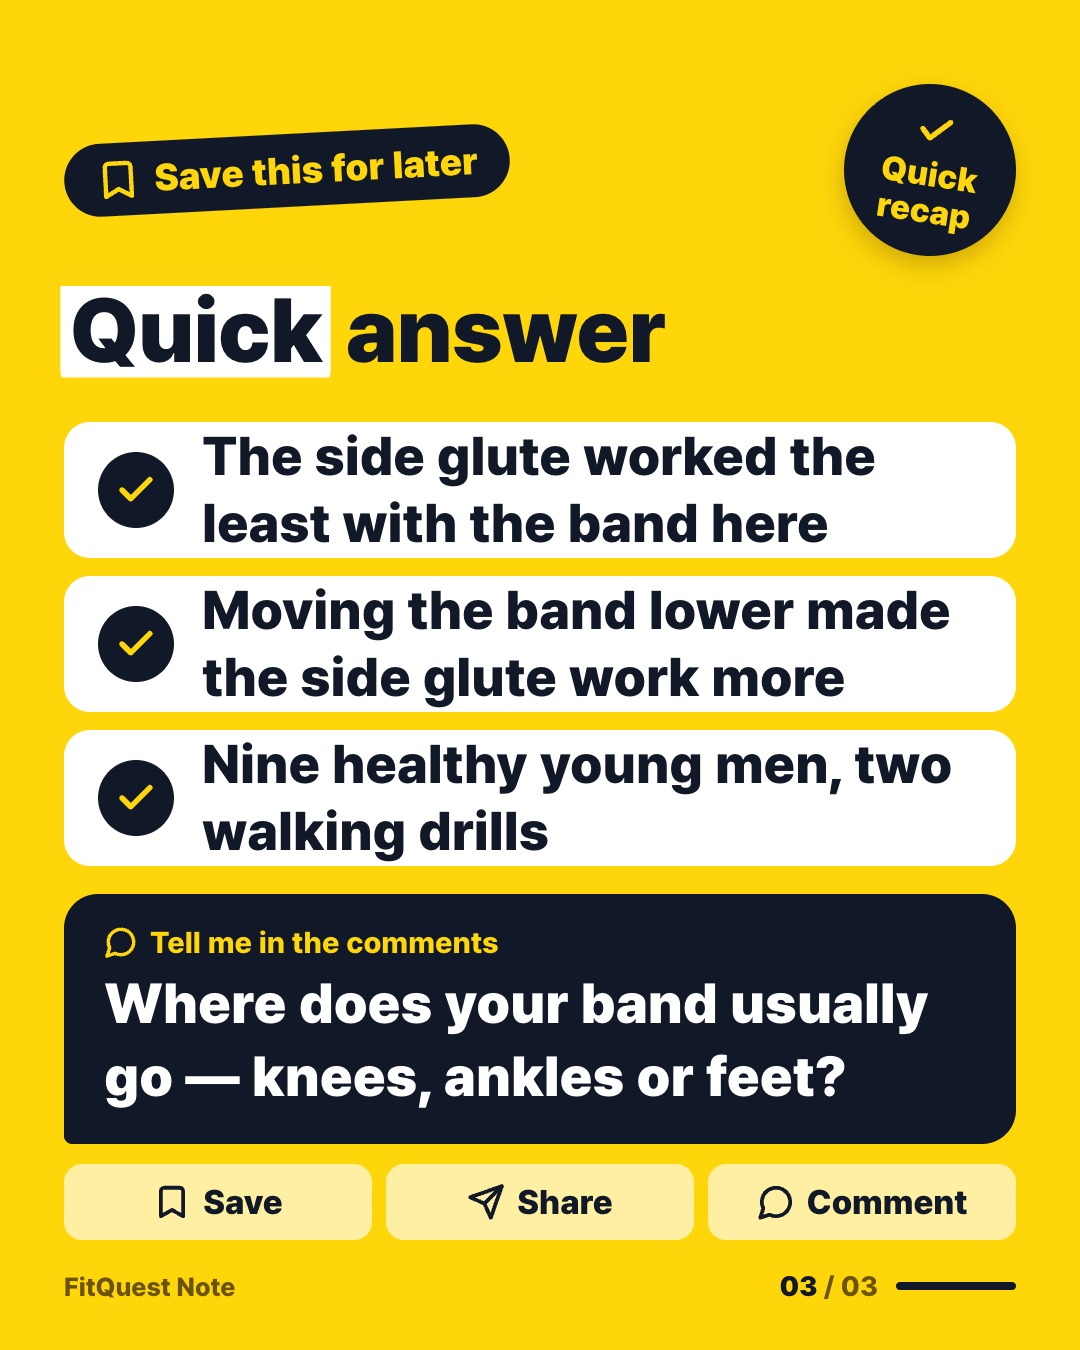 Save this for later
Quick
recap
Quick answer
The side glute worked the
least with the band here
Moving the band lower made
the side glute work more
Nine healthy young men, two
walking drills
Tell me in the comments
Where does your band usually
go — knees, ankles or feet?
Save
Share
Comment
FitQuest Note
03 / 03